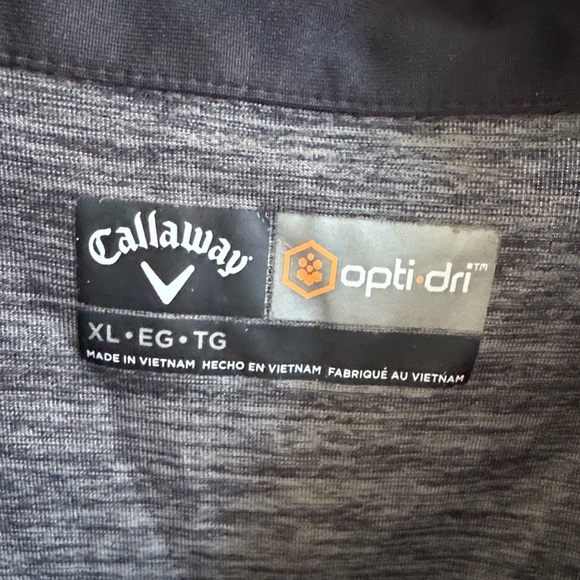 Callaway
opti•dri™
XL • EG • TG
MADE IN VIETNAM HECHO EN VIETNAM FABRIQUÉ AU VIETNAM